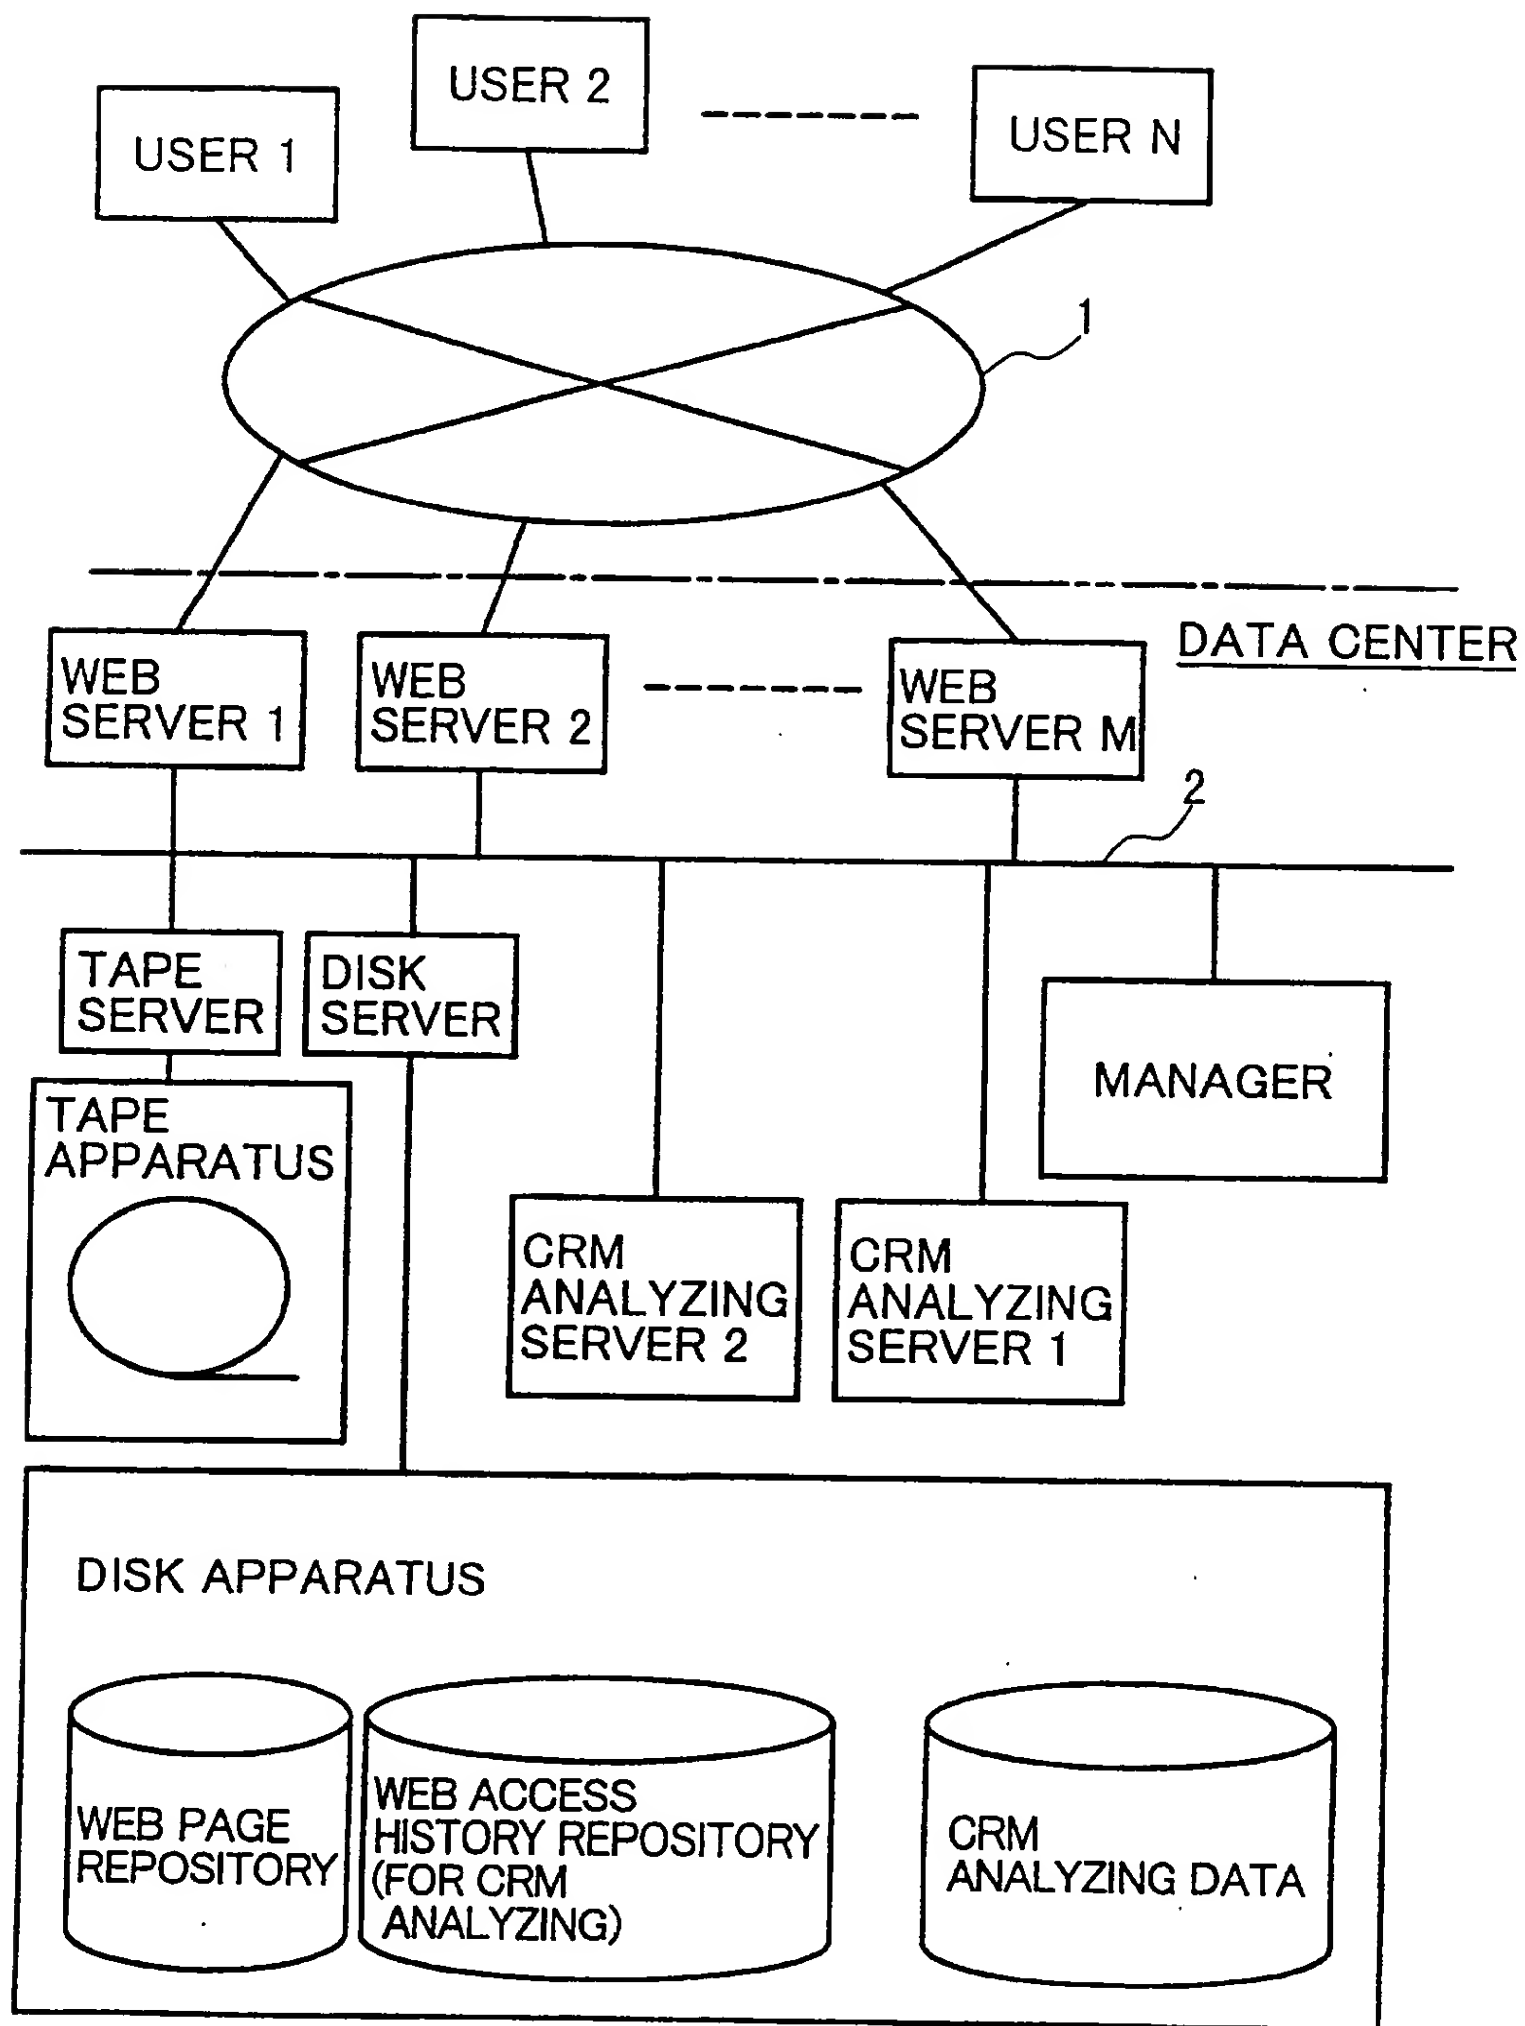 USER 1
USER 2
USER N
1
DATA CENTER
WEB
SERVER 1
WEB
SERVER 2
WEB
SERVER M
2
TAPE
SERVER
DISK
SERVER
MANAGER
TAPE
APPARATUS
CRM
ANALYZING
SERVER 2
CRM
ANALYZING
SERVER 1
DISK APPARATUS
WEB PAGE
REPOSITORY
WEB ACCESS
HISTORY REPOSITORY
(FOR CRM
ANALYZING)
CRM
ANALYZING DATA